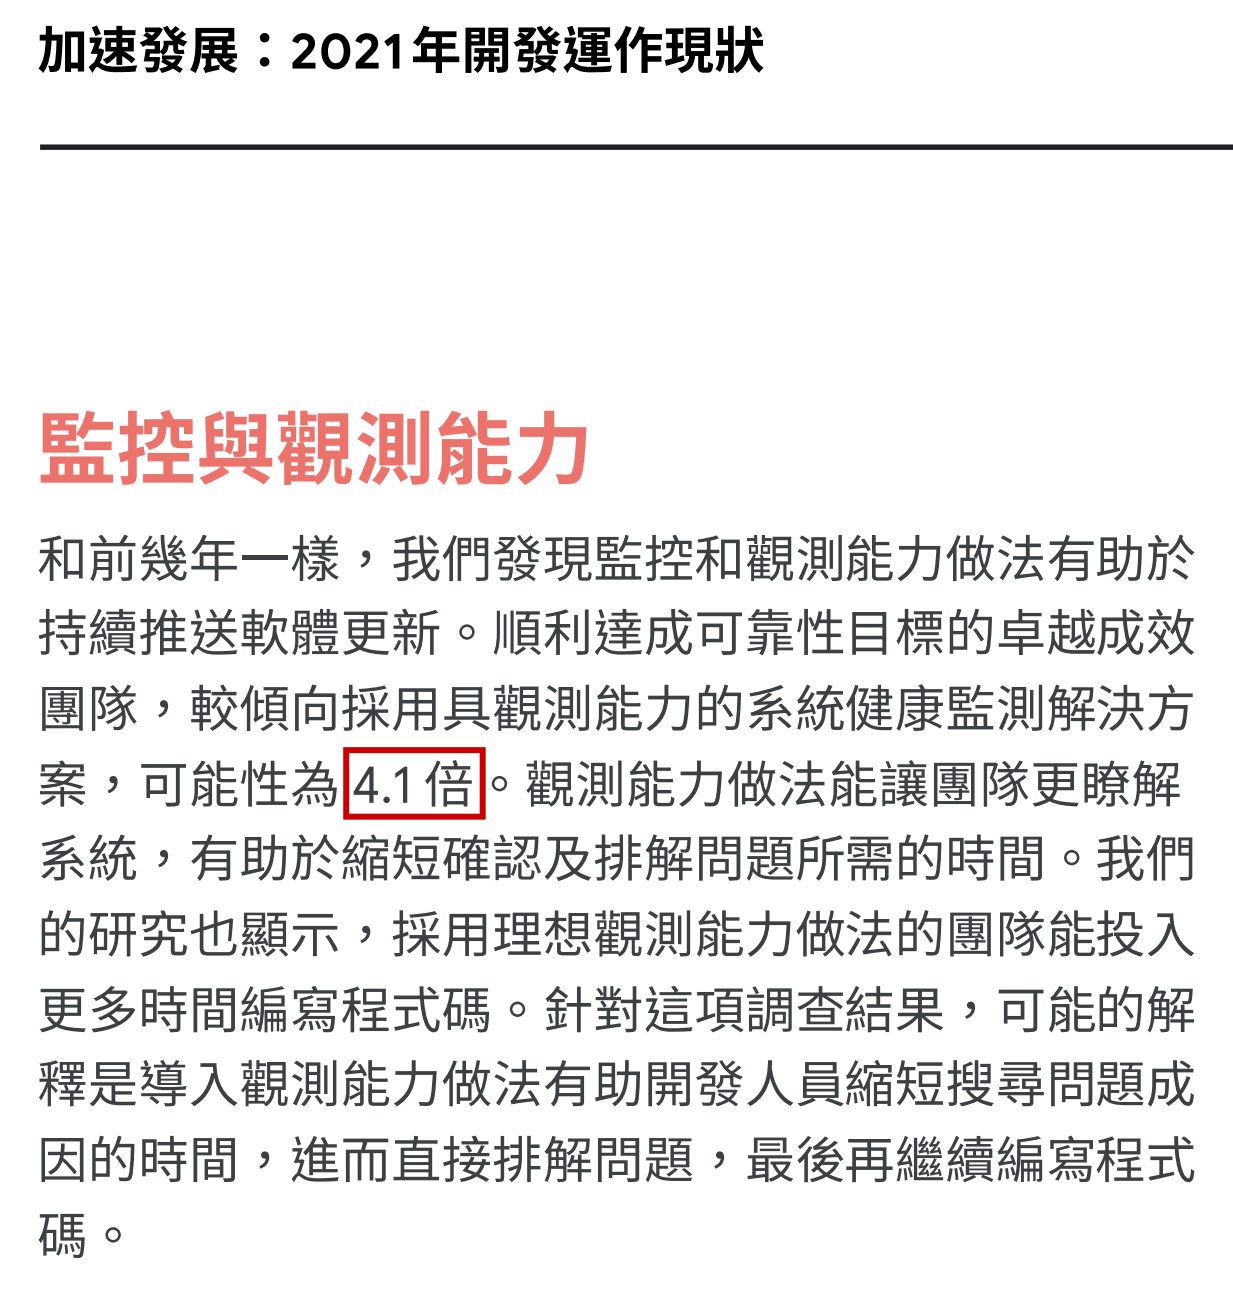 加速發展：2021年開發運作現狀
監控與觀測能力
和前幾年一樣，我們發現監控和觀測能力做法有助於
持續推送軟體更新。順利達成可靠性目標的卓越成效
團隊，較傾向採用具觀測能力的系統健康監測解決方
案，可能性為 4.1 倍。觀測能力做法能讓團隊更瞭解
系統，有助於縮短確認及排解問題所需的時間。我們
的研究也顯示，採用理想觀測能力做法的團隊能投入
更多時間編寫程式碼。針對這項調查結果，可能的解
釋是導入觀測能力做法有助開發人員縮短搜尋問題成
因的時間，進而直接排解問題，最後再繼續編寫程式
碼。